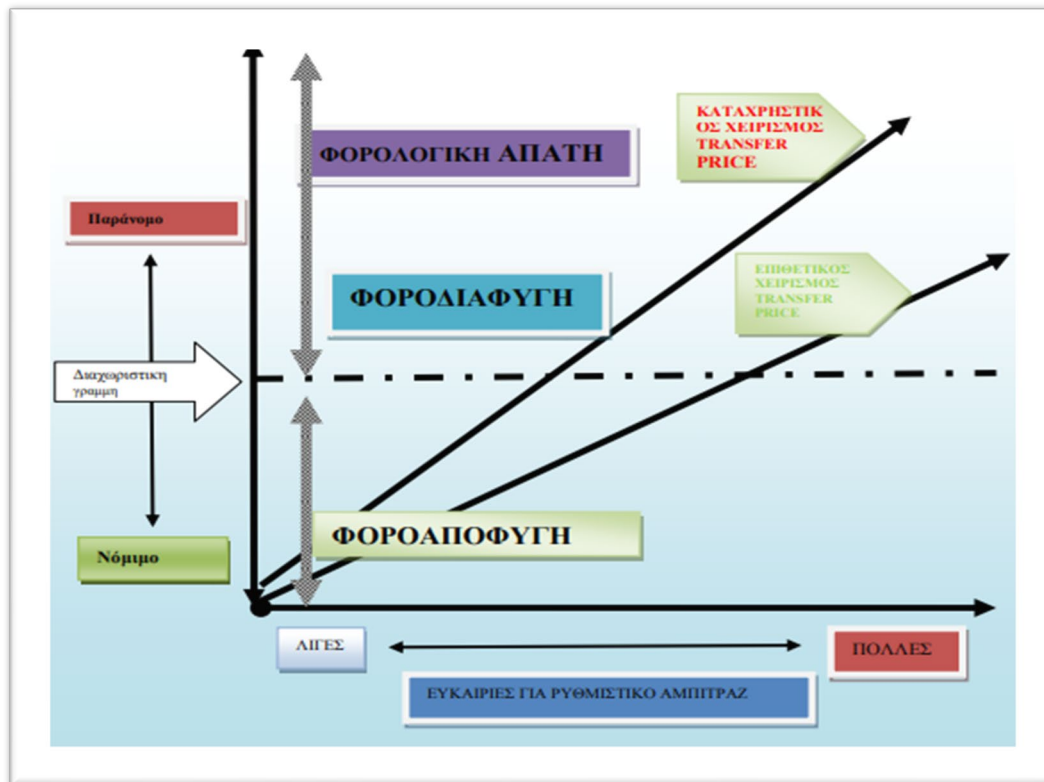 ΚΑΤΑΧΡΗΣΤΙΚ
ΟΣ ΧΕΙΡΙΣΜΟΣ
TRANSFER
PRICE
ΦΟΡΟΛΟΓΙΚΗ ΑΠΑΤΗ
Παράνομο
ΕΠΙΘΕΤΙΚΟΣ
ΧΕΙΡΙΣΜΟΣ
TRANSFER
PRICE
ΦΟΡΟΔΙΑΦΥΓΗ
Διαχωριστικη
γραμμη
ΦΟΡΟΑΠΟΦΥΓΗ
Νόμιμο
ΛΙΓΕΣ
ΠΟΛΛΕΣ
ΕΥΚΑΙΡΙΕΣ ΓΙΑ ΡΥΘΜΙΣΤΙΚΟ ΑΜΠΙΤΡΑΖ